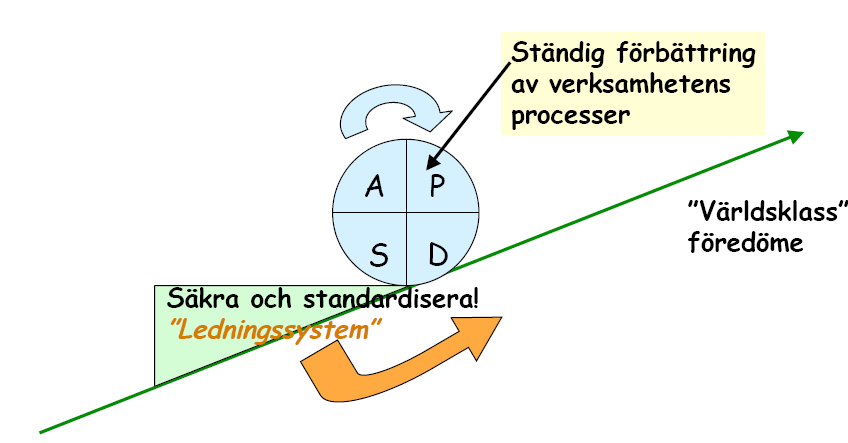 Ständig förbättring
av verksamhetens
processer
A P
S D
”Världsklass”
föredöme
Säkra och standardisera!
”Ledningssystem”